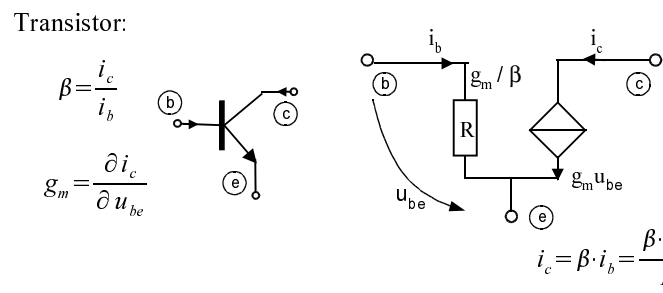 Transistor:
β = i_c / i_b
g_m = ∂ i_c / ∂ u_be
b
c
e
i_b
i_c
b
g_m / β
c
R
g_m u_be
u_be
e
i_c = β · i_b = β ·